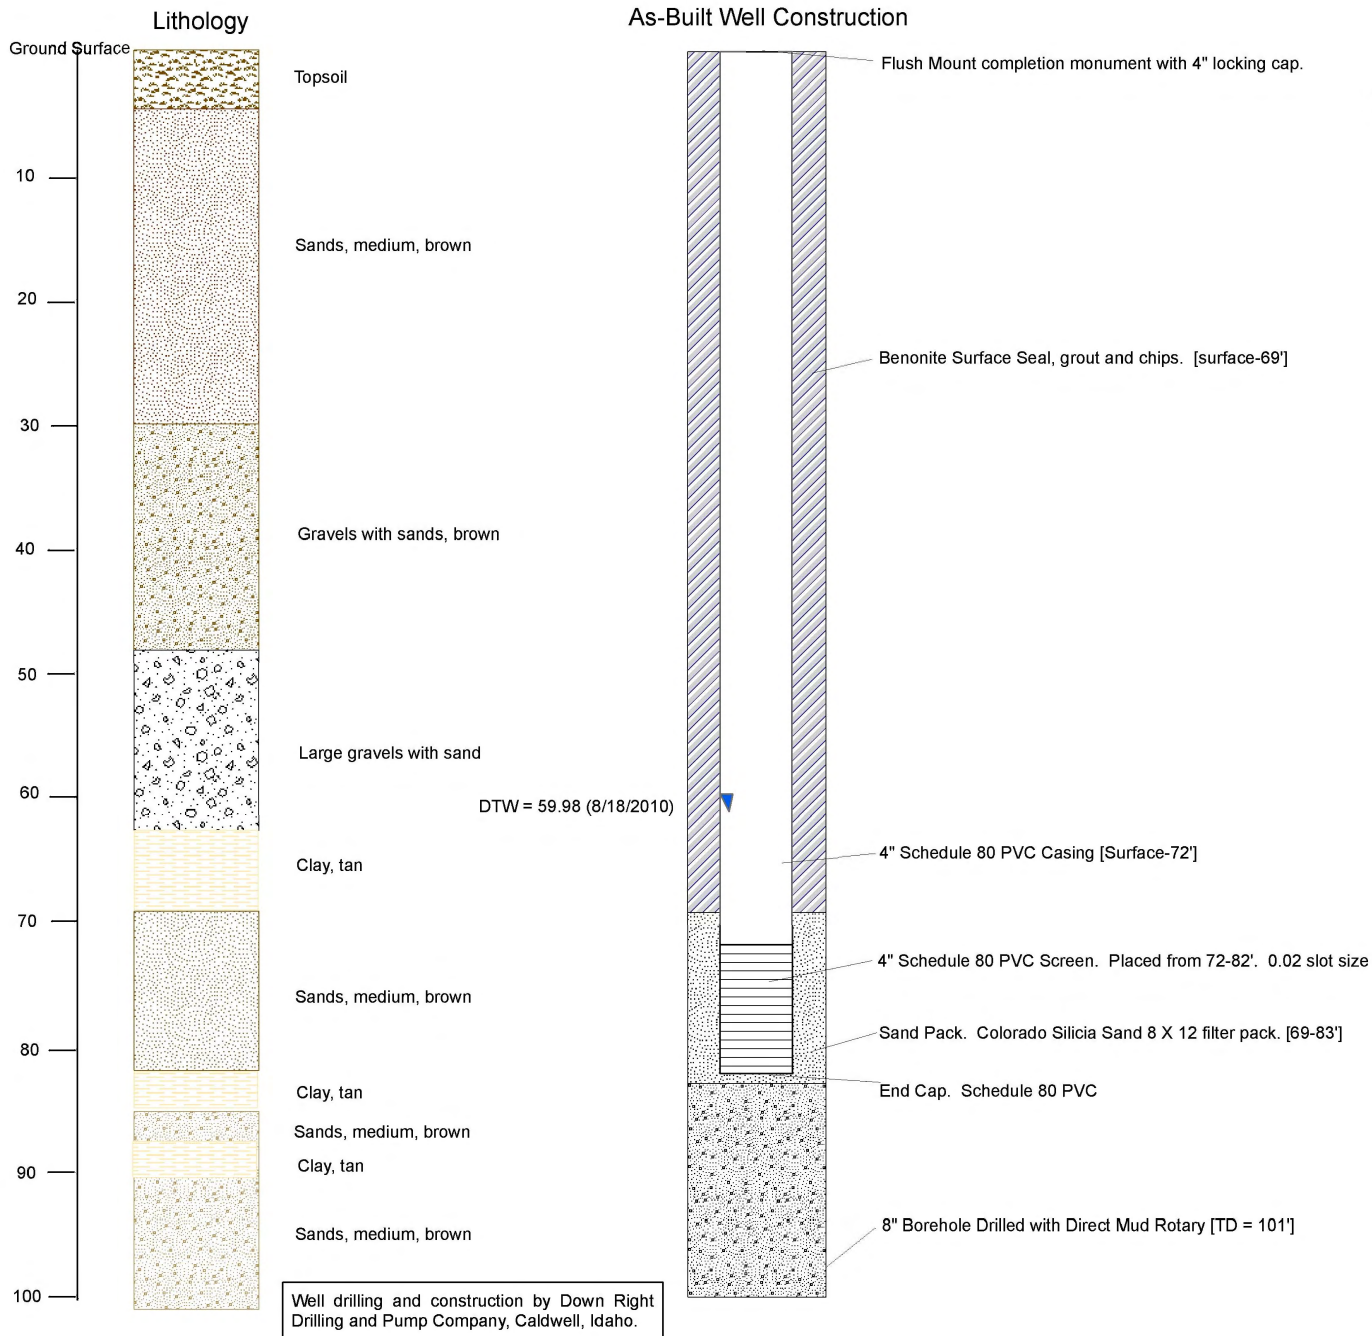 Lithology
As-Built Well Construction
Ground Surface
Flush Mount completion monument with 4" locking cap.
Topsoil
10
Sands, medium, brown
20
Benonite Surface Seal, grout and chips. [surface-69']
30
Gravels with sands, brown
40
50
Large gravels with sand
60
DTW = 59.98 (8/18/2010)
4" Schedule 80 PVC Casing [Surface-72']
Clay, tan
70
4" Schedule 80 PVC Screen. Placed from 72-82'. 0.02 slot size
Sands, medium, brown
Sand Pack. Colorado Silicia Sand 8 X 12 filter pack. [69-83']
80
End Cap. Schedule 80 PVC
Clay, tan
Sands, medium, brown
Clay, tan
90
8" Borehole Drilled with Direct Mud Rotary [TD = 101']
Sands, medium, brown
100
Well drilling and construction by Down Right
Drilling and Pump Company, Caldwell, Idaho.